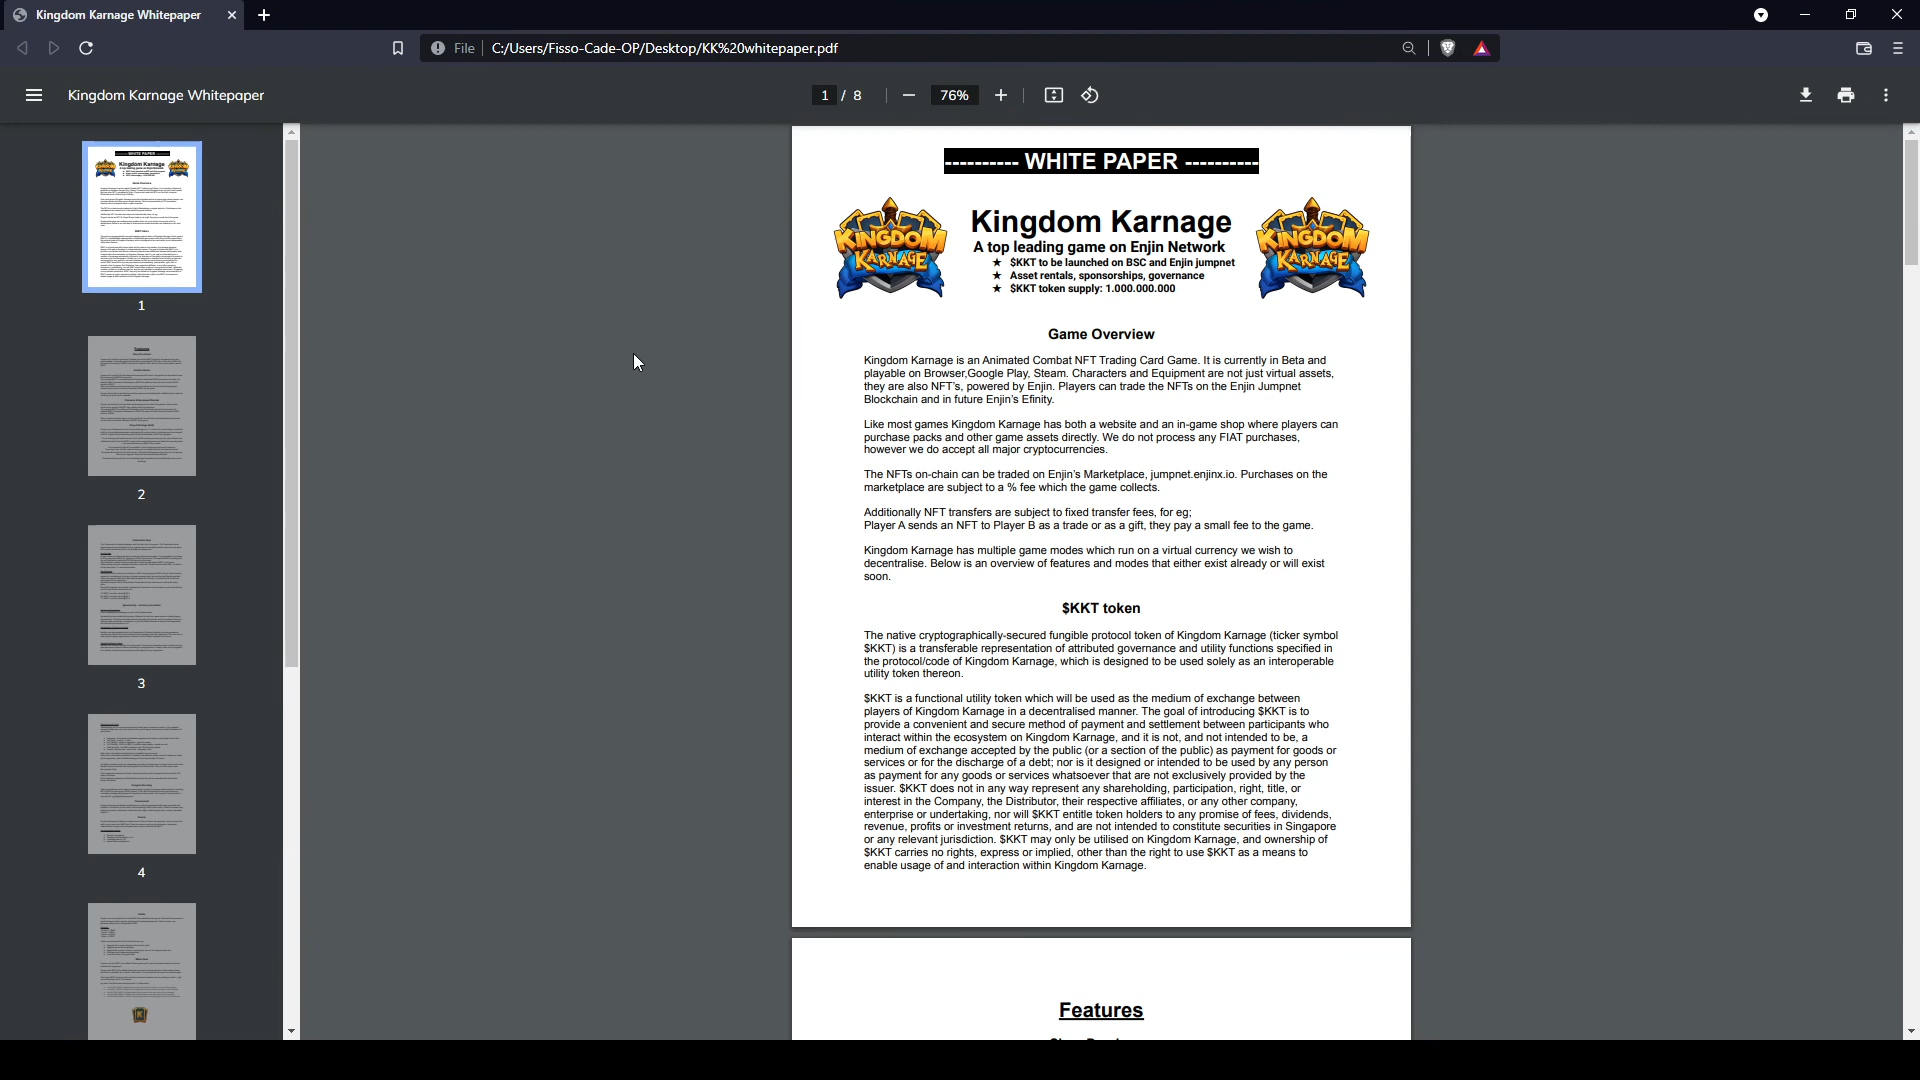 Kingdom Karnage Whitepaper
File C:/Users/Fisso-Cade-OP/Desktop/KK%20whitepaper.pdf
Kingdom Karnage Whitepaper
1 / 8
76%
---------- WHITE PAPER ----------
KINGDOM
KARNAGE
Kingdom Karnage
A top leading game on Enjin Network
★ $KKT to be launched on BSC and Enjin jumpnet
★ Asset rentals, sponsorships, governance
★ $KKT token supply: 1.000.000.000
KINGDOM
KARNAGE
Game Overview
Kingdom Karnage is an Animated Combat NFT Trading Card Game. It is currently in Beta and
playable on Browser,Google Play, Steam. Characters and Equipment are not just virtual assets,
they are also NFT's, powered by Enjin. Players can trade the NFTs on the Enjin Jumpnet
Blockchain and in future Enjin's Efinity.
Like most games Kingdom Karnage has both a website and an in-game shop where players can
purchase packs and other game assets directly. We do not process any FIAT purchases,
however we do accept all major cryptocurrencies.
The NFTs on-chain can be traded on Enjin's Marketplace, jumpnet.enjinx.io. Purchases on the
marketplace are subject to a % fee which the game collects.
Additionally NFT transfers are subject to fixed transfer fees, for eg;
Player A sends an NFT to Player B as a trade or as a gift, they pay a small fee to the game.
Kingdom Karnage has multiple game modes which run on a virtual currency we wish to
decentralise. Below is an overview of features and modes that either exist already or will exist
soon.
$KKT token
The native cryptographically-secured fungible protocol token of Kingdom Karnage (ticker symbol
$KKT) is a transferable representation of attributed governance and utility functions specified in
the protocol/code of Kingdom Karnage, which is designed to be used solely as an interoperable
utility token thereon.
$KKT is a functional utility token which will be used as the medium of exchange between
players of Kingdom Karnage in a decentralised manner. The goal of introducing $KKT is to
provide a convenient and secure method of payment and settlement between participants who
interact within the ecosystem on Kingdom Karnage, and it is not, and not intended to be, a
medium of exchange accepted by the public (or a section of the public) as payment for goods or
services or for the discharge of a debt; nor is it designed or intended to be used by any person
as payment for any goods or services whatsoever that are not exclusively provided by the
issuer. $KKT does not in any way represent any shareholding, participation, right, title, or
interest in the Company, the Distributor, their respective affiliates, or any other company,
enterprise or undertaking, nor will $KKT entitle token holders to any promise of fees, dividends,
revenue, profits or investment returns, and are not intended to constitute securities in Singapore
or any relevant jurisdiction. $KKT may only be utilised on Kingdom Karnage, and ownership of
$KKT carries no rights, express or implied, other than the right to use $KKT as a means to
enable usage of and interaction within Kingdom Karnage.
Features
1
2
3
4